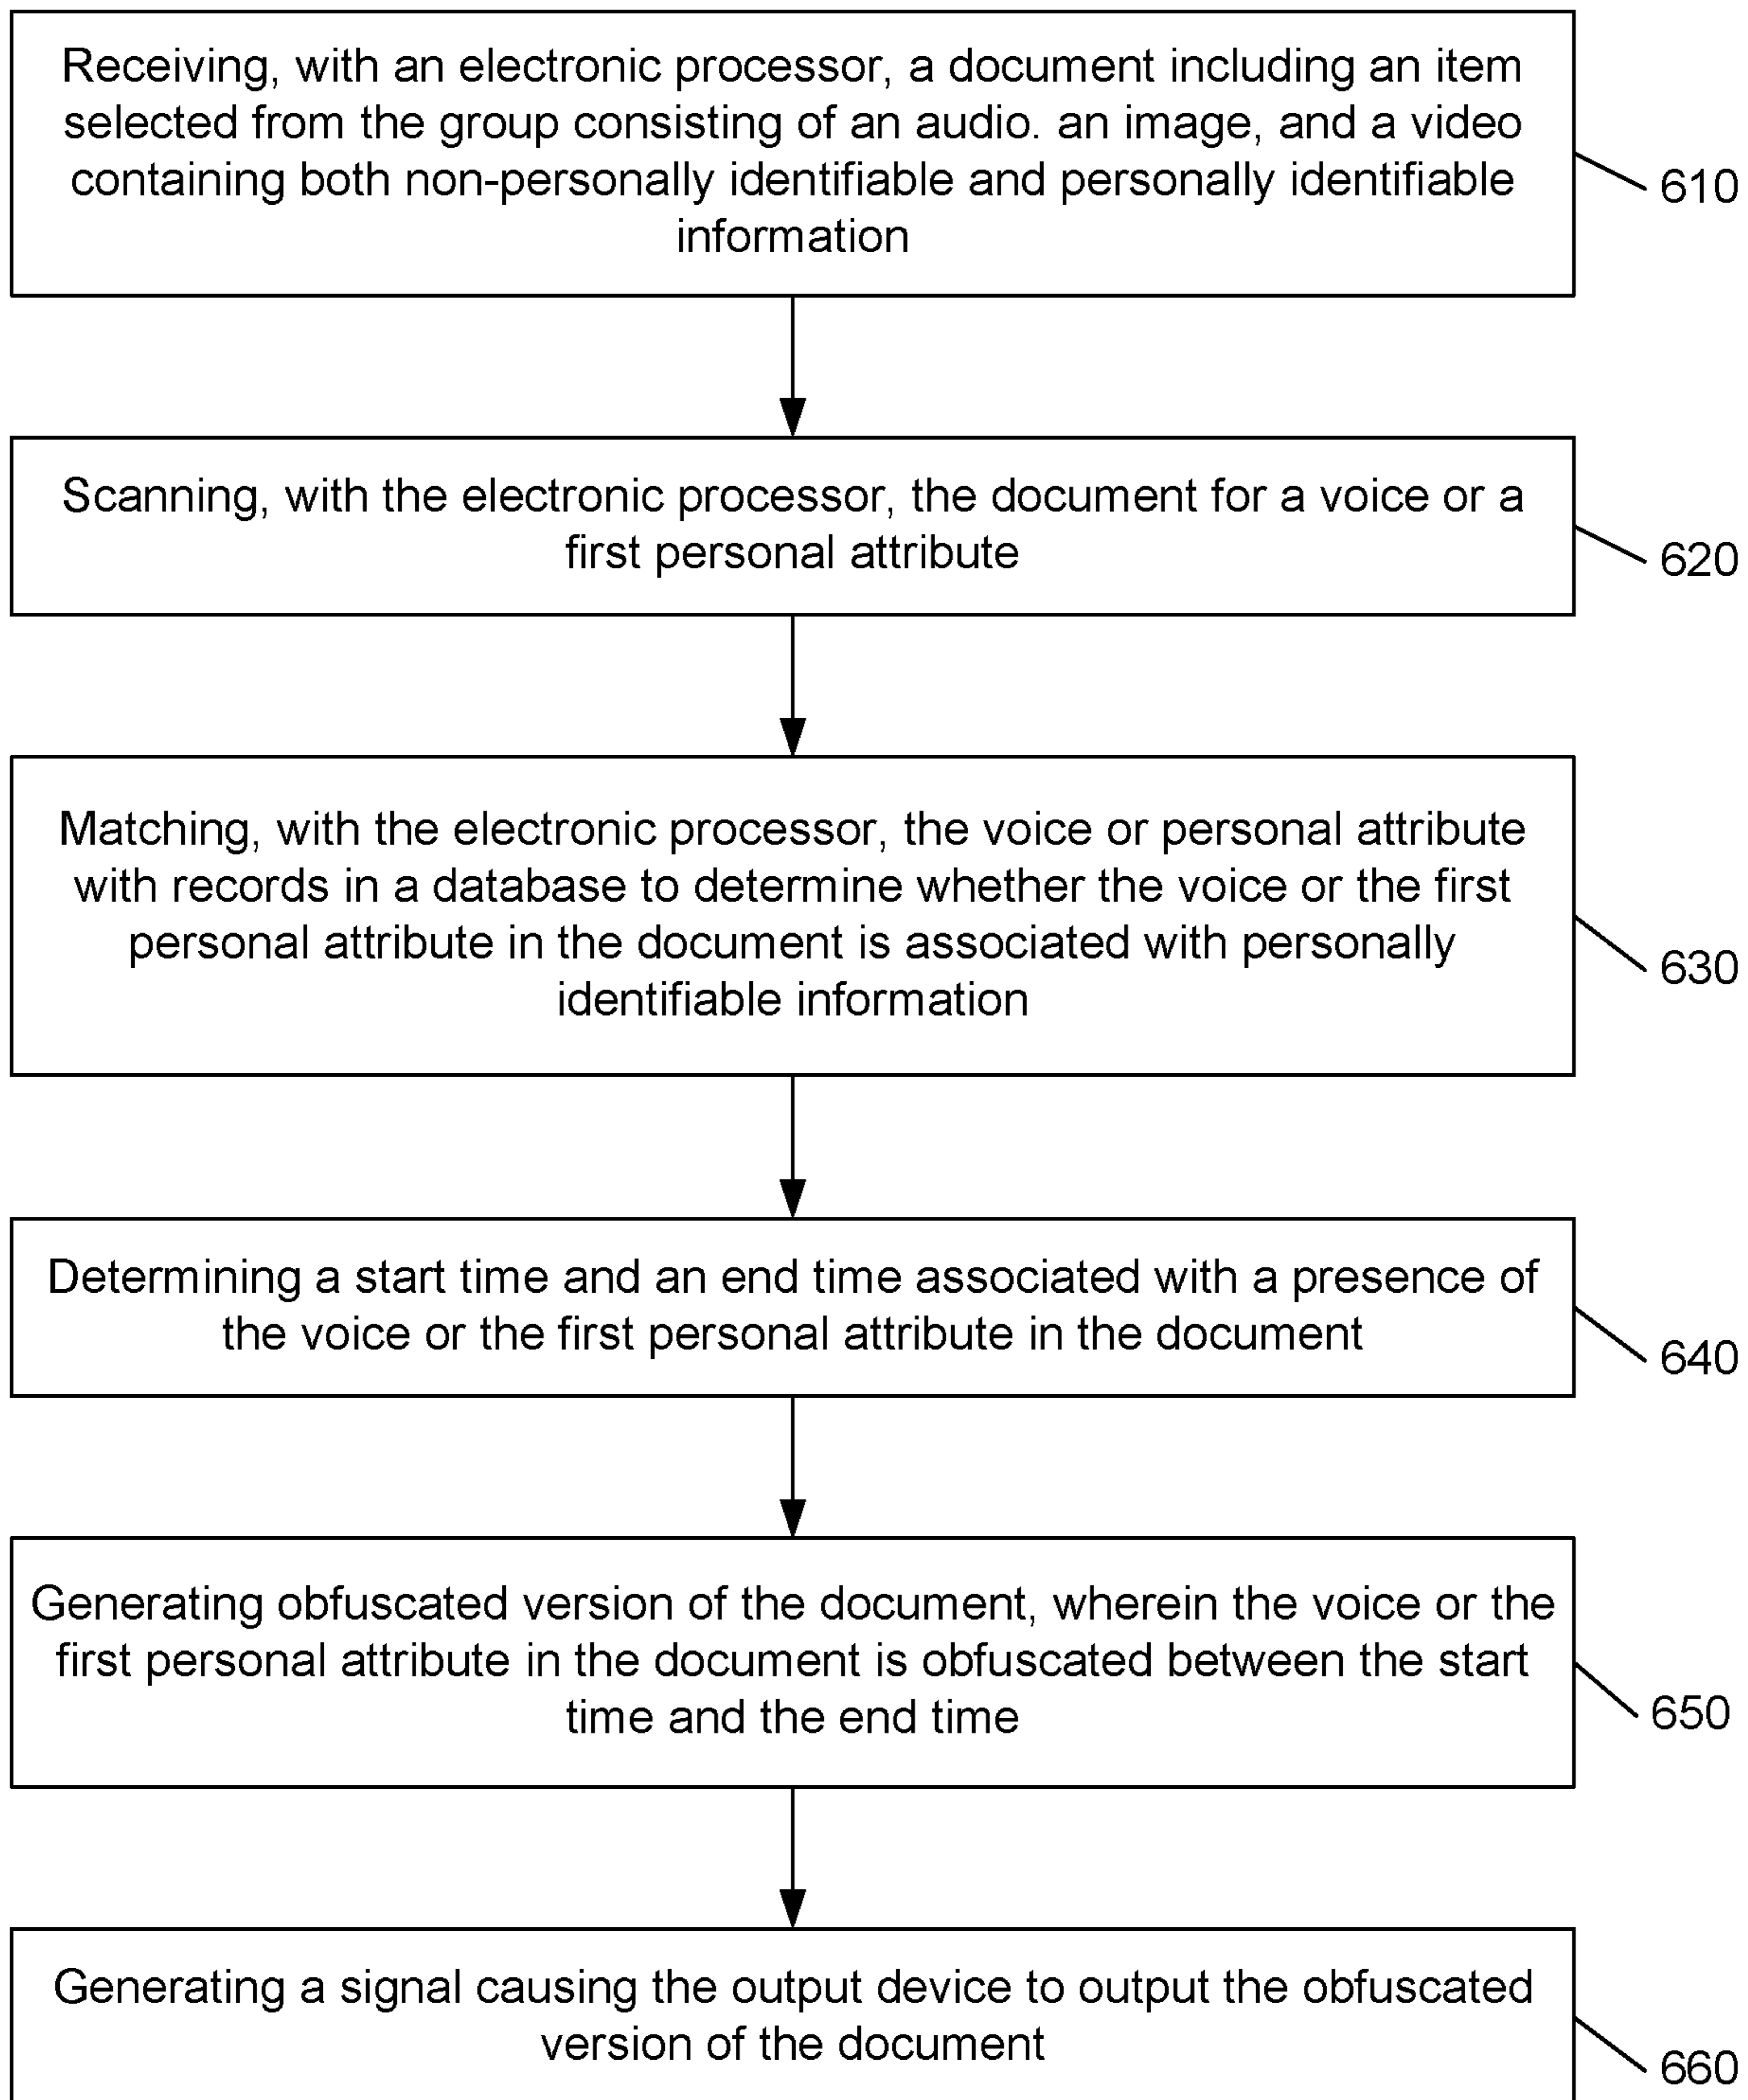 Receiving, with an electronic processor, a document including an item
selected from the group consisting of an audio. an image, and a video
containing both non-personally identifiable and personally identifiable
information
610
Scanning, with the electronic processor, the document for a voice or a
first personal attribute
620
Matching, with the electronic processor, the voice or personal attribute
with records in a database to determine whether the voice or the first
personal attribute in the document is associated with personally
identifiable information
630
Determining a start time and an end time associated with a presence of
the voice or the first personal attribute in the document
640
Generating obfuscated version of the document, wherein the voice or the
first personal attribute in the document is obfuscated between the start
time and the end time
650
Generating a signal causing the output device to output the obfuscated
version of the document
660